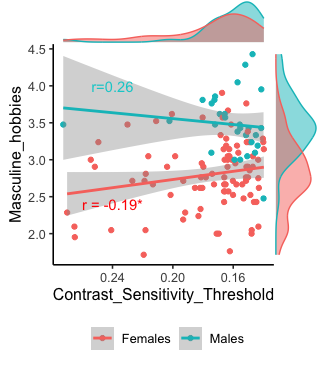 4.5
4.0
3.5
3.0
2.5
2.0
Masculine_hobbies
r=0.26
r = -0.19*
0.24 0.20 0.16
Contrast_Sensitivity_Threshold
Females Males